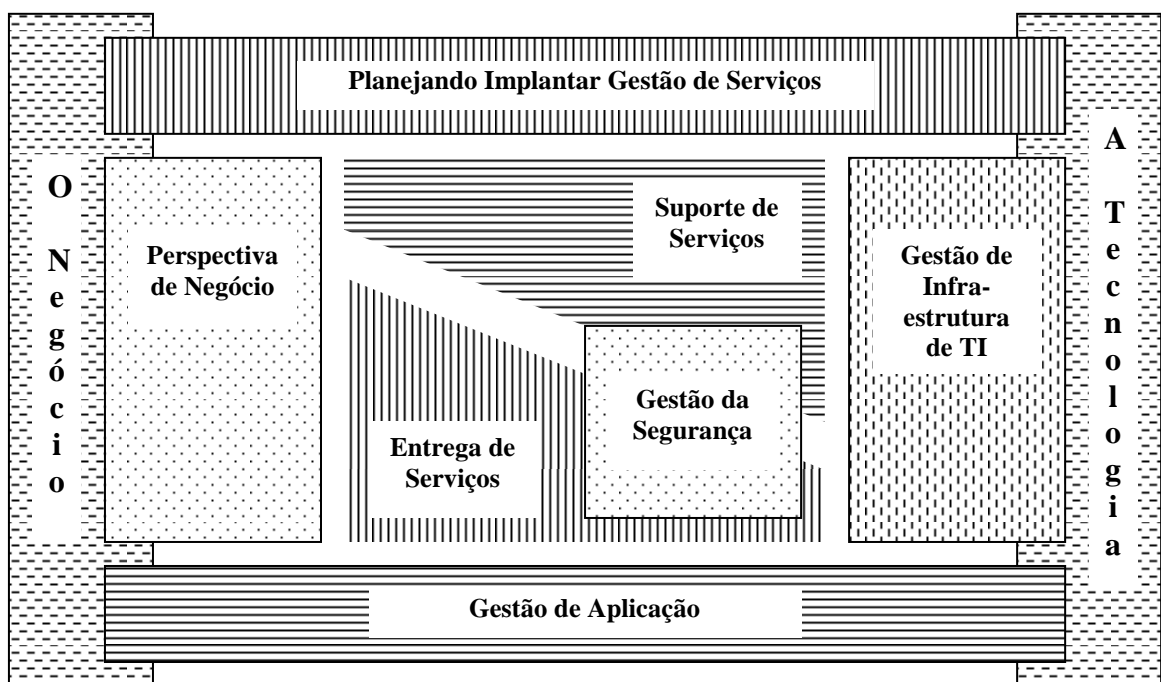 Planejando Implantar Gestão de Serviços
O Negócio
Perspectiva
de Negócio
Suporte de
Serviços
Gestão de
Infra-
estrutura
de TI
A Tecnologia
Gestão da
Segurança
Entrega de
Serviços
Gestão de Aplicação